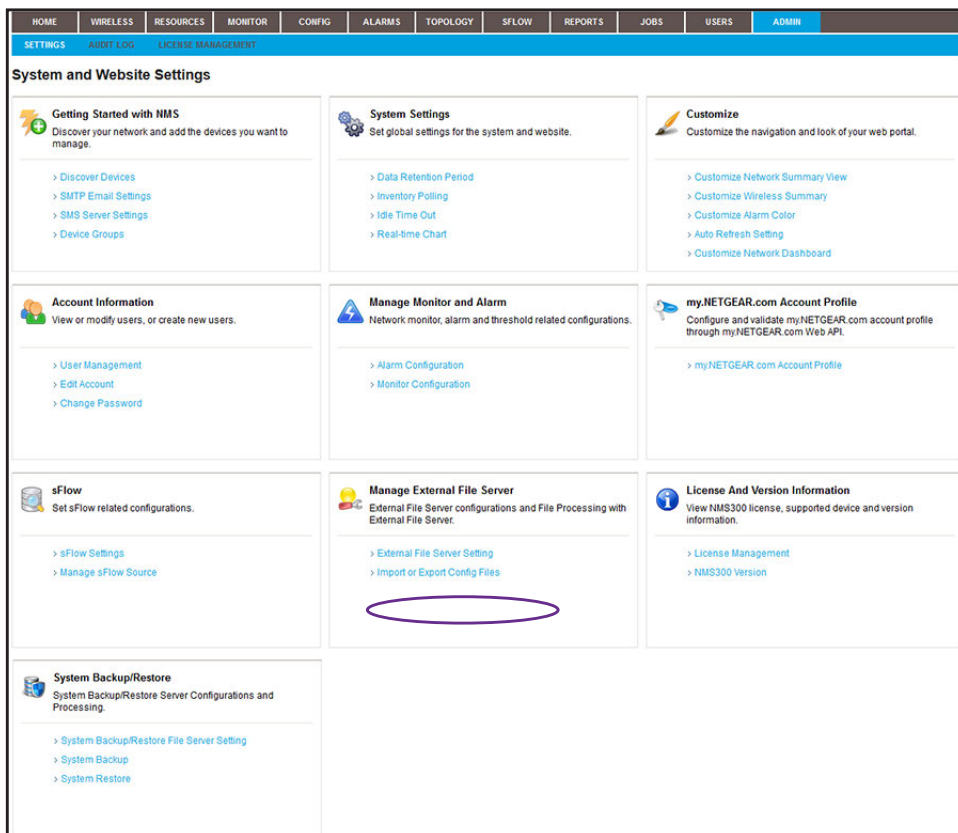 HOME WIRELESS RESOURCES MONITOR CONFIG ALARMS TOPOLOGY SFLOW REPORTS JOBS USERS ADMIN
SETTINGS AUDIT LOG LICENSE MANAGEMENT
System and Website Settings
Getting Started with NMS
Discover your network and add the devices you want to
manage.
> Discover Devices
> SMTP Email Settings
> SMS Server Settings
> Device Groups
System Settings
Set global settings for the system and website.
> Data Retention Period
> Inventory Polling
> Idle Time Out
> Real-time Chart
Customize
Customize the navigation and look of your web portal.
> Customize Network Summary View
> Customize Wireless Summary
> Customize Alarm Color
> Auto Refresh Setting
> Customize Network Dashboard
Account Information
View or modify users, or create new users.
> User Management
> Edit Account
> Change Password
Manage Monitor and Alarm
Network monitor, alarm and threshold related configurations.
> Alarm Configuration
> Monitor Configuration
my.NETGEAR.com Account Profile
Configure and validate my.NETGEAR.com account profile
through my.NETGEAR.com Web API.
> my.NETGEAR.com Account Profile
sFlow
Set sFlow related configurations.
> sFlow Settings
> Manage sFlow Source
Manage External File Server
External File Server configurations and File Processing with
External File Server.
> External File Server Setting
> Import or Export Config Files
License And Version Information
View NMS300 license, supported device and version
information.
> License Management
> NMS300 Version
System Backup/Restore
System Backup/Restore Server Configurations and
Processing.
> System Backup/Restore File Server Setting
> System Backup
> System Restore